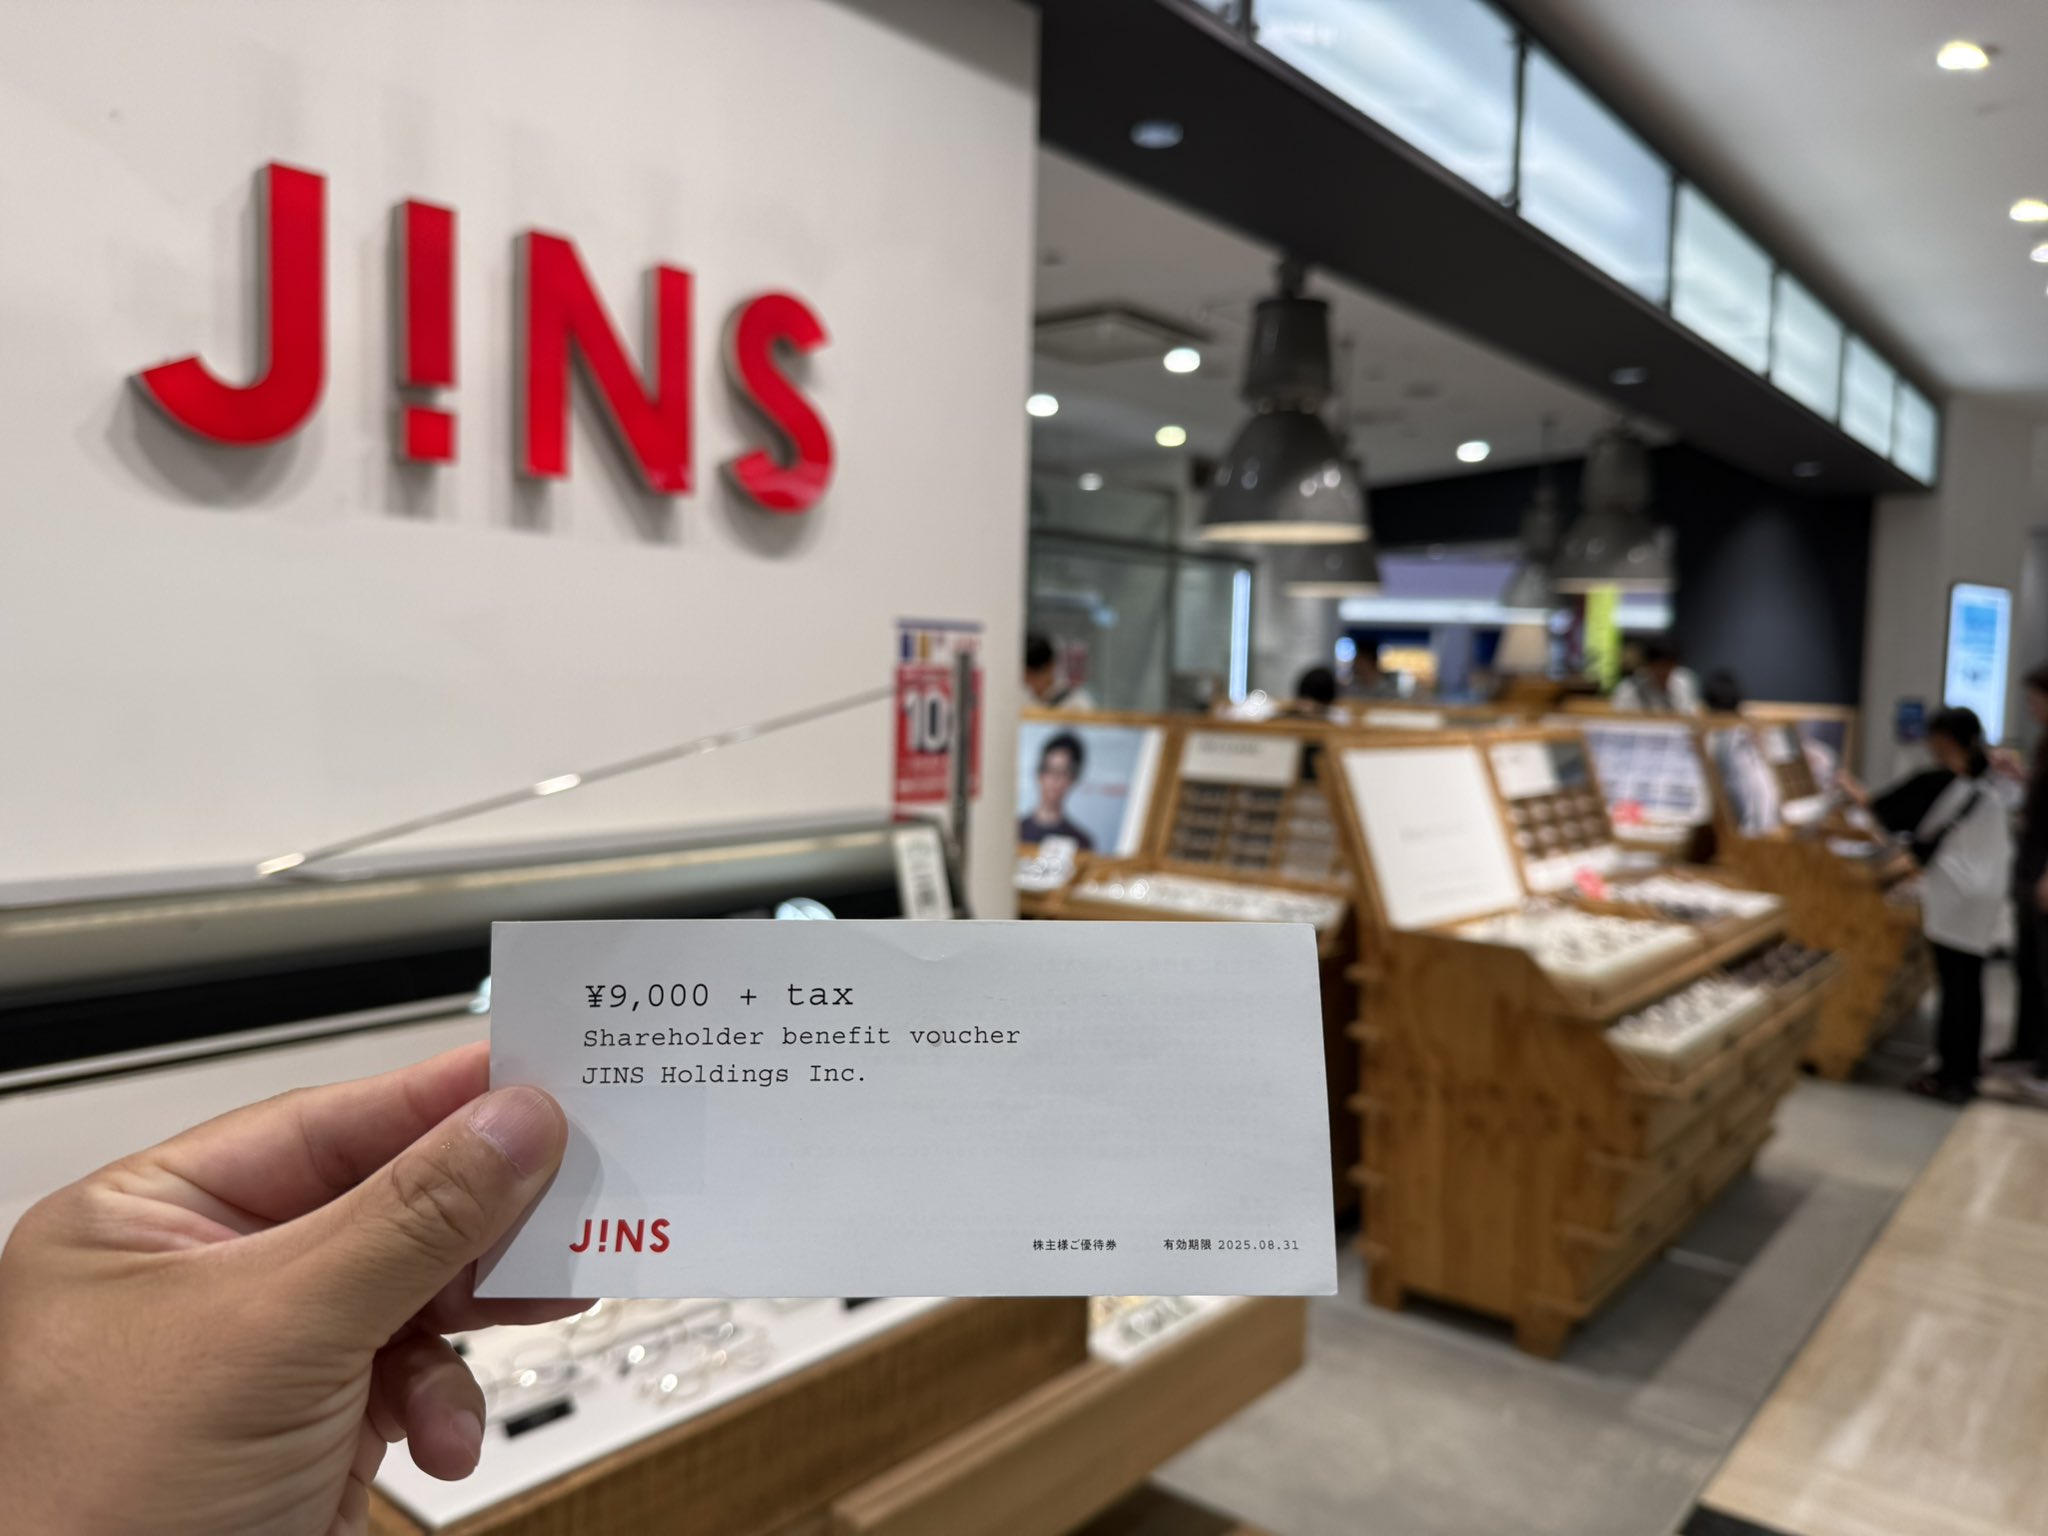 J!NS
10
¥9,000 + tax
Shareholder benefit voucher
JINS Holdings Inc.
J!NS
株主様ご優待券 有効期限 2025.08.31